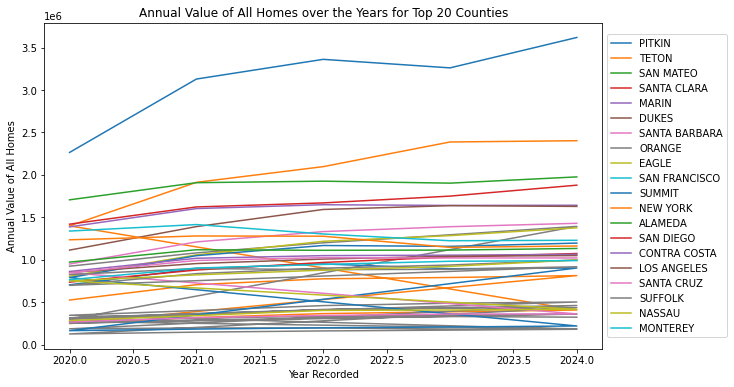 Annual Value of All Homes over the Years for Top 20 Counties
1e6
3.5
3.0
2.5
2.0
1.5
1.0
0.5
0.0
Annual Value of All Homes
2020.0 2020.5 2021.0 2021.5 2022.0 2022.5 2023.0 2023.5 2024.0
Year Recorded
PITKIN
TETON
SAN MATEO
SANTA CLARA
MARIN
DUKES
SANTA BARBARA
ORANGE
EAGLE
SAN FRANCISCO
SUMMIT
NEW YORK
ALAMEDA
SAN DIEGO
CONTRA COSTA
LOS ANGELES
SANTA CRUZ
SUFFOLK
NASSAU
MONTEREY